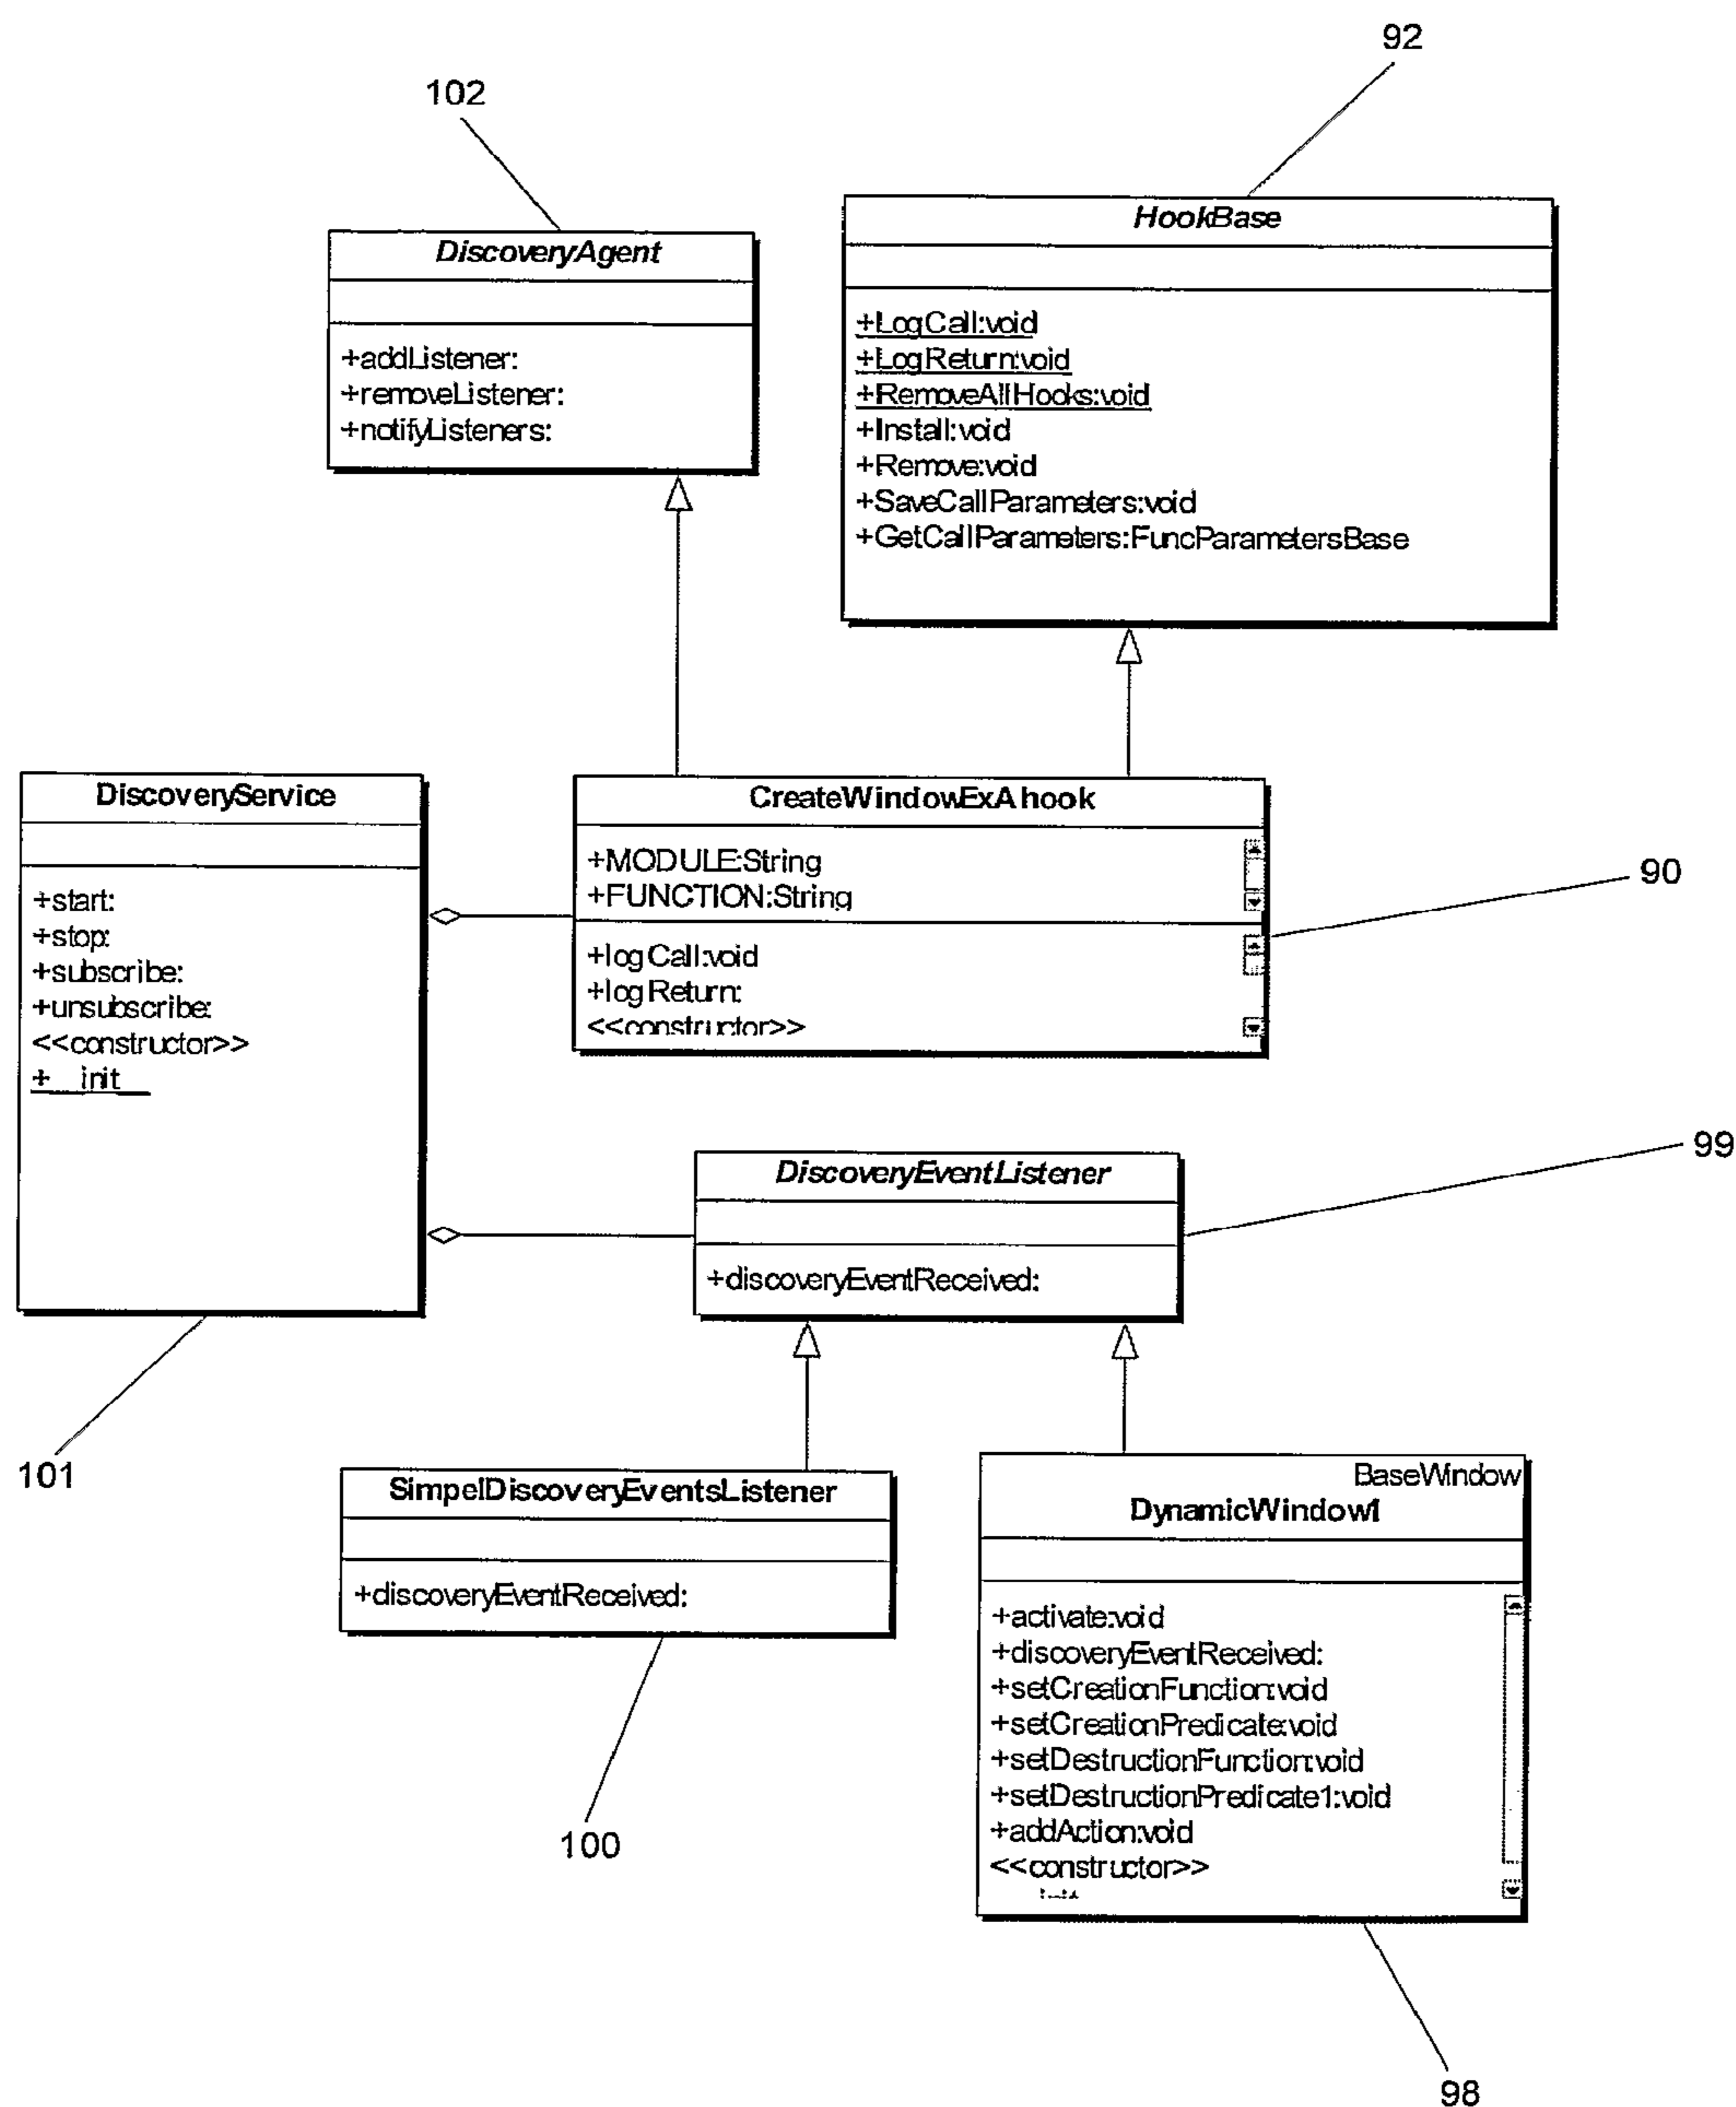 92
102
HookBase
DiscoveryAgent
+LogCall:void
+LogReturn:void
+RemoveAllHooks:void
+Install:void
+Remove:void
+SaveCallParameters:void
+GetCallParameters:FuncParametersBase
+addListener:
+removeListener:
+notifyListeners:
DiscoveryService
+start:
+stop:
+subscribe:
+unsubscribe:
<<constructor>>
+__init__
CreateWindowExAhook
+MODULE:String
+FUNCTION:String
+logCall:void
+logReturn:
<<constructor>>
90
99
DiscoveryEventListener
+discoveryEventReceived:
101
SimpelDiscoveryEventsListener
+discoveryEventReceived:
100
BaseWindow
DynamicWindow1
+activate:void
+discoveryEventReceived:
+setCreationFunction:void
+setCreationPredicate:void
+setDestructionFunction:void
+setDestructionPredicate1:void
+addAction:void
<<constructor>>
98